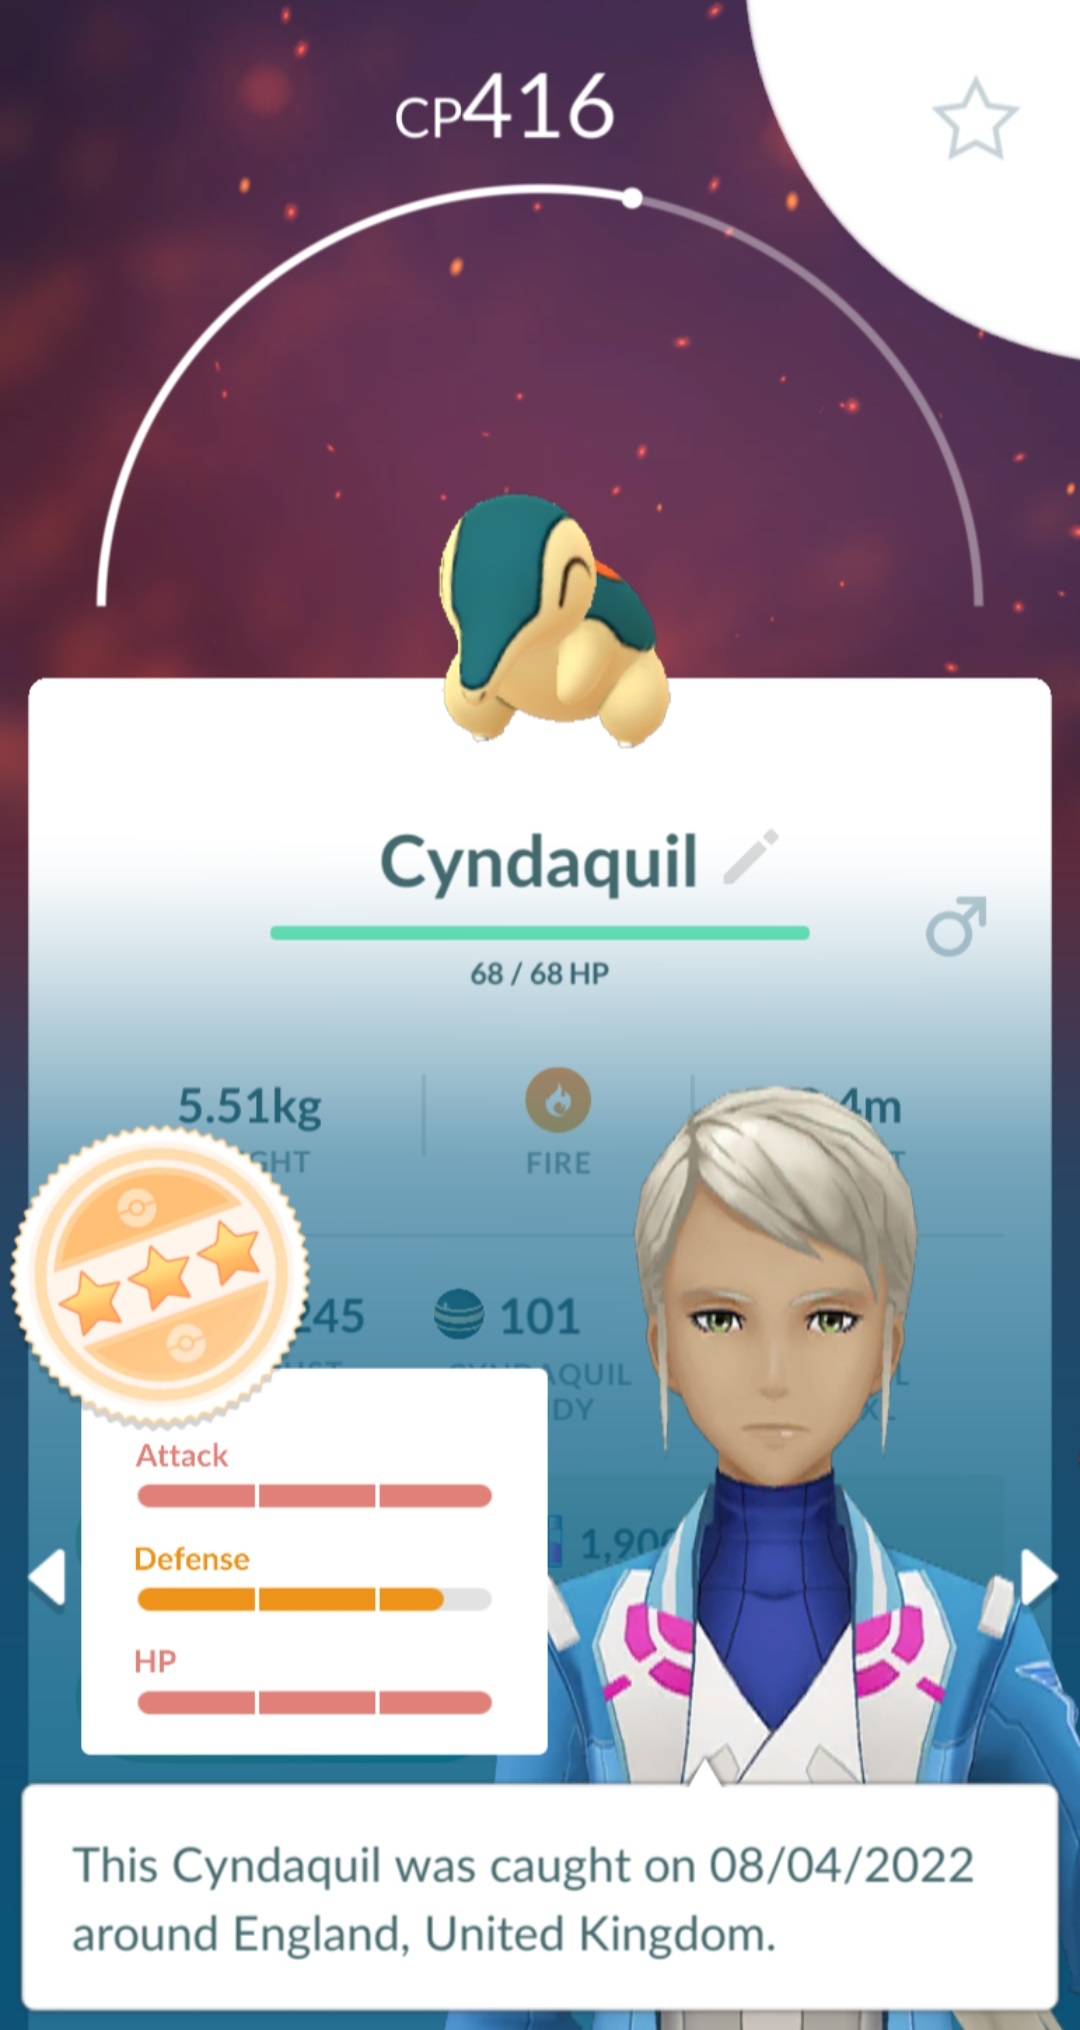 CP416
Cyndaquil
68 / 68 HP
5.51kg
FIRE
101
Attack
Defense
HP
This Cyndaquil was caught on 08/04/2022
around England, United Kingdom.